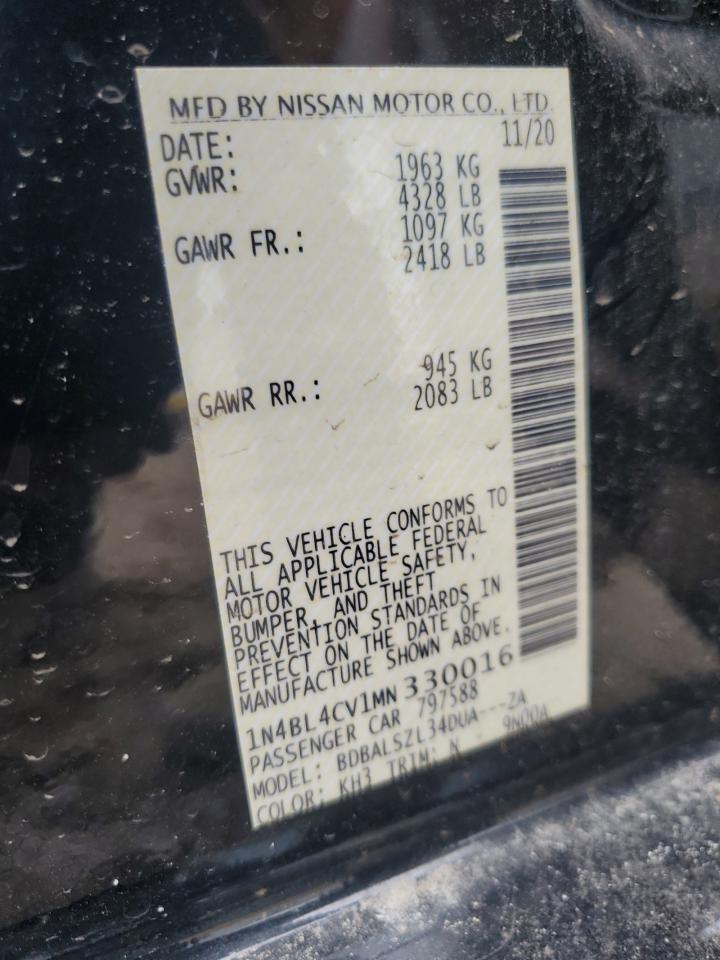 MFD BY NISSAN MOTOR CO., LTD.
DATE: 11/20
GVWR: 1963 KG
4328 LB
GAWR FR.: 1097 KG
2418 LB
GAWR RR.: 945 KG
2083 LB
THIS VEHICLE CONFORMS TO
ALL APPLICABLE FEDERAL
MOTOR VEHICLE SAFETY,
BUMPER, AND THEFT
PREVENTION STANDARDS IN
EFFECT ON THE DATE OF
MANUFACTURE SHOWN ABOVE.
1N4BL4CV1MN330016
PASSENGER CAR 797588
MODEL: BDBALSZL34DUA---ZA
COLOR: KH3 TRIM: N